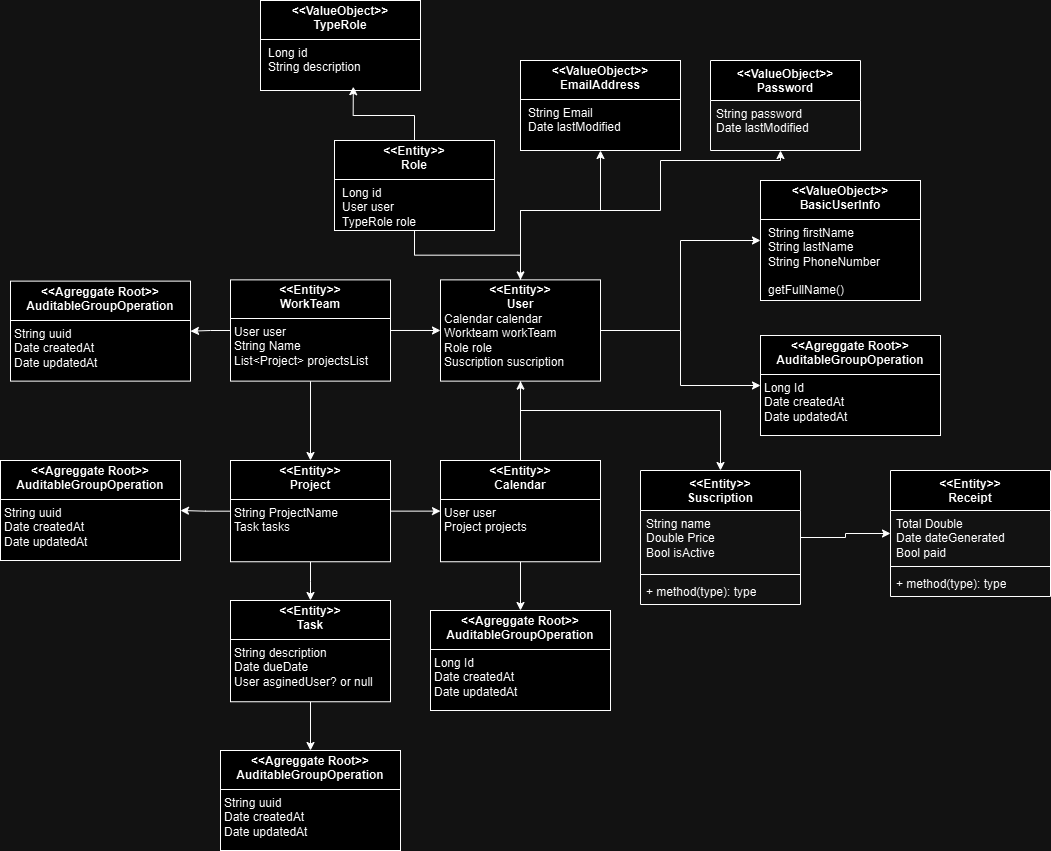 <<ValueObject>>
TypeRole
Long id
String description
<<ValueObject>>
EmailAddress
String Email
Date lastModified
<<ValueObject>>
Password
String password
Date lastModified
<<Entity>>
Role
Long id
User user
TypeRole role
<<ValueObject>>
BasicUserInfo
String firstName
String lastName
String PhoneNumber
getFullName()
<<Agreggate Root>>
AuditableGroupOperation
String uuid
Date createdAt
Date updatedAt
<<Entity>>
WorkTeam
User user
String Name
List<Project> projectsList
<<Entity>>
User
Calendar calendar
Workteam workTeam
Role role
Suscription suscription
<<Agreggate Root>>
AuditableGroupOperation
Long Id
Date createdAt
Date updatedAt
<<Agreggate Root>>
AuditableGroupOperation
String uuid
Date createdAt
Date updatedAt
<<Entity>>
Project
String ProjectName
Task tasks
<<Entity>>
Calendar
User user
Project projects
<<Entity>>
Suscription
String name
Double Price
Bool isActive
+ method(type): type
<<Entity>>
Receipt
Total Double
Date dateGenerated
Bool paid
+ method(type): type
<<Entity>>
Task
String description
Date dueDate
User asginedUser? or null
<<Agreggate Root>>
AuditableGroupOperation
Long Id
Date createdAt
Date updatedAt
<<Agreggate Root>>
AuditableGroupOperation
String uuid
Date createdAt
Date updatedAt